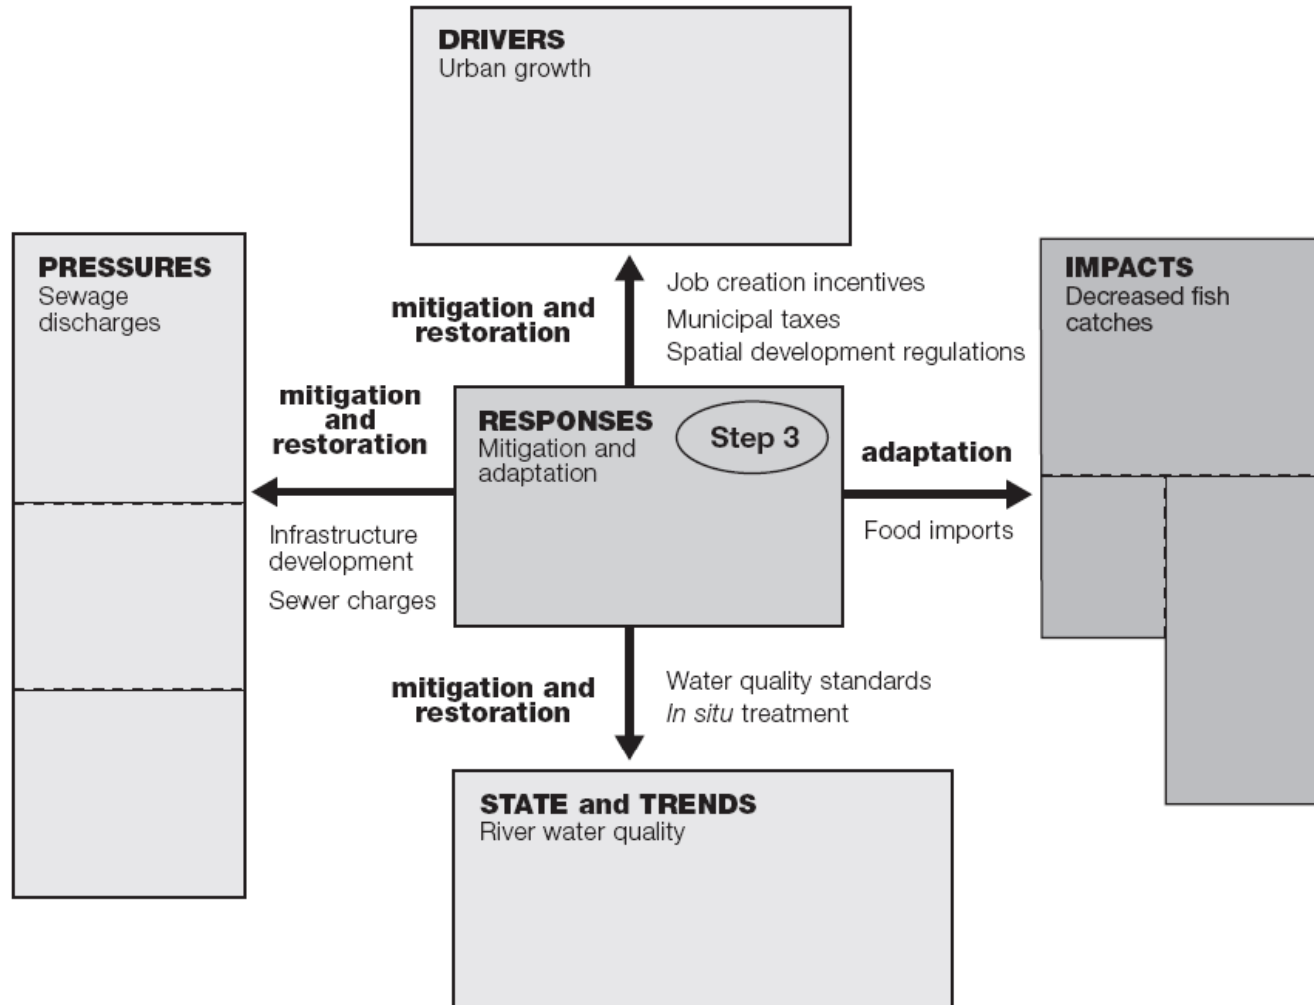 DRIVERS
Urban growth
PRESSURES
Sewage
discharges
mitigation and
restoration
Job creation incentives
Municipal taxes
Spatial development regulations
IMPACTS
Decreased fish
catches
mitigation
and
restoration
Infrastructure
development
Sewer charges
RESPONSES
Mitigation and
adaptation
Step 3
adaptation
Food imports
mitigation and
restoration
Water quality standards
In situ treatment
STATE and TRENDS
River water quality